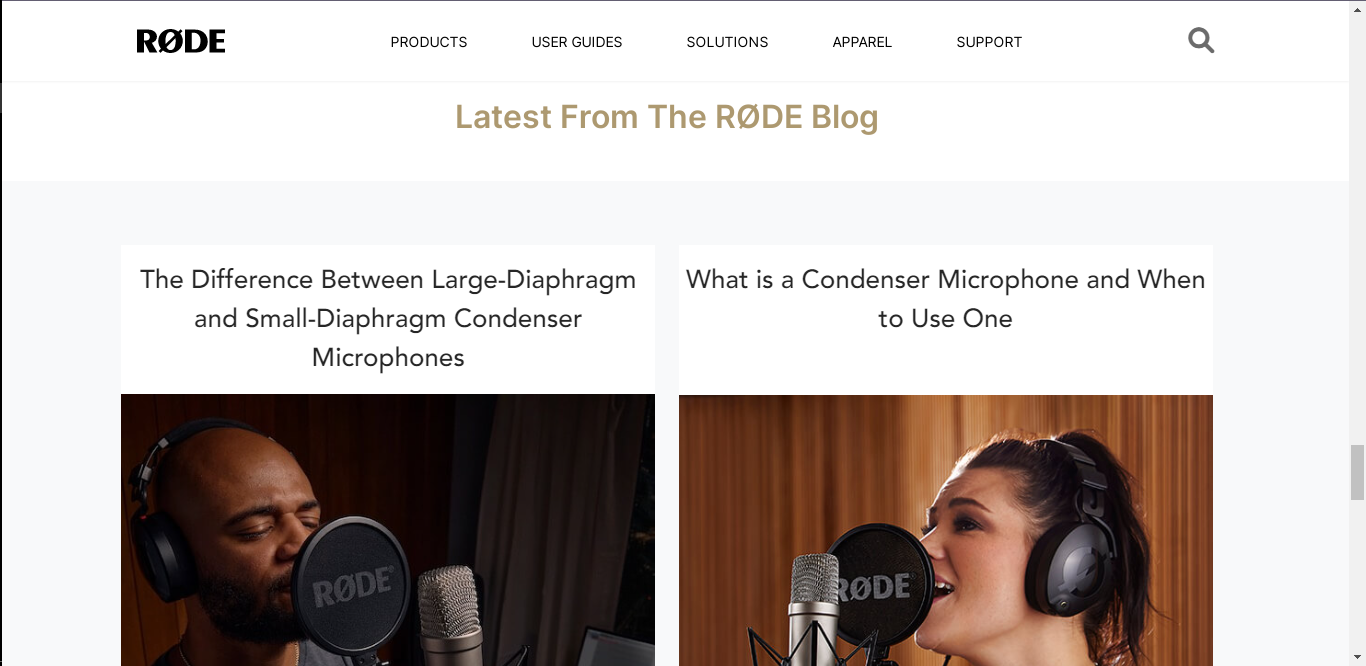 RØDE
PRODUCTS
USER GUIDES
SOLUTIONS
APPAREL
SUPPORT
Latest From The RØDE Blog
The Difference Between Large-Diaphragm
and Small-Diaphragm Condenser
Microphones
What is a Condenser Microphone and When
to Use One
RØDE
RØDE